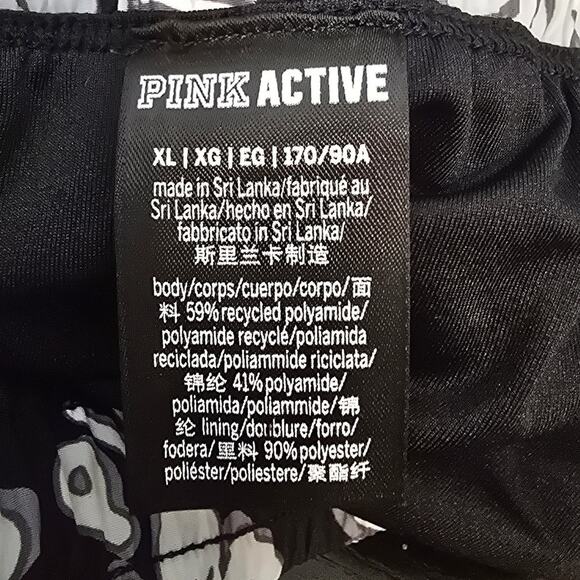 PINK ACTIVE
XL | XG | EG | 170/90A
made in Sri Lanka/fabriqué au
Sri Lanka/hecho en Sri Lanka/
fabbricato in Sri Lanka/
斯里兰卡制造
body/corps/cuerpo/corpo/面
料 59% recycled polyamide/
polyamide recyclé/poliamida
reciclada/poliammide riciclata/
锦纶 41% polyamide/
poliamida/poliammide/锦
纶 lining/doublure/forro/
fodera/里料 90% polyester/
poliéster/poliestere/聚酯纤